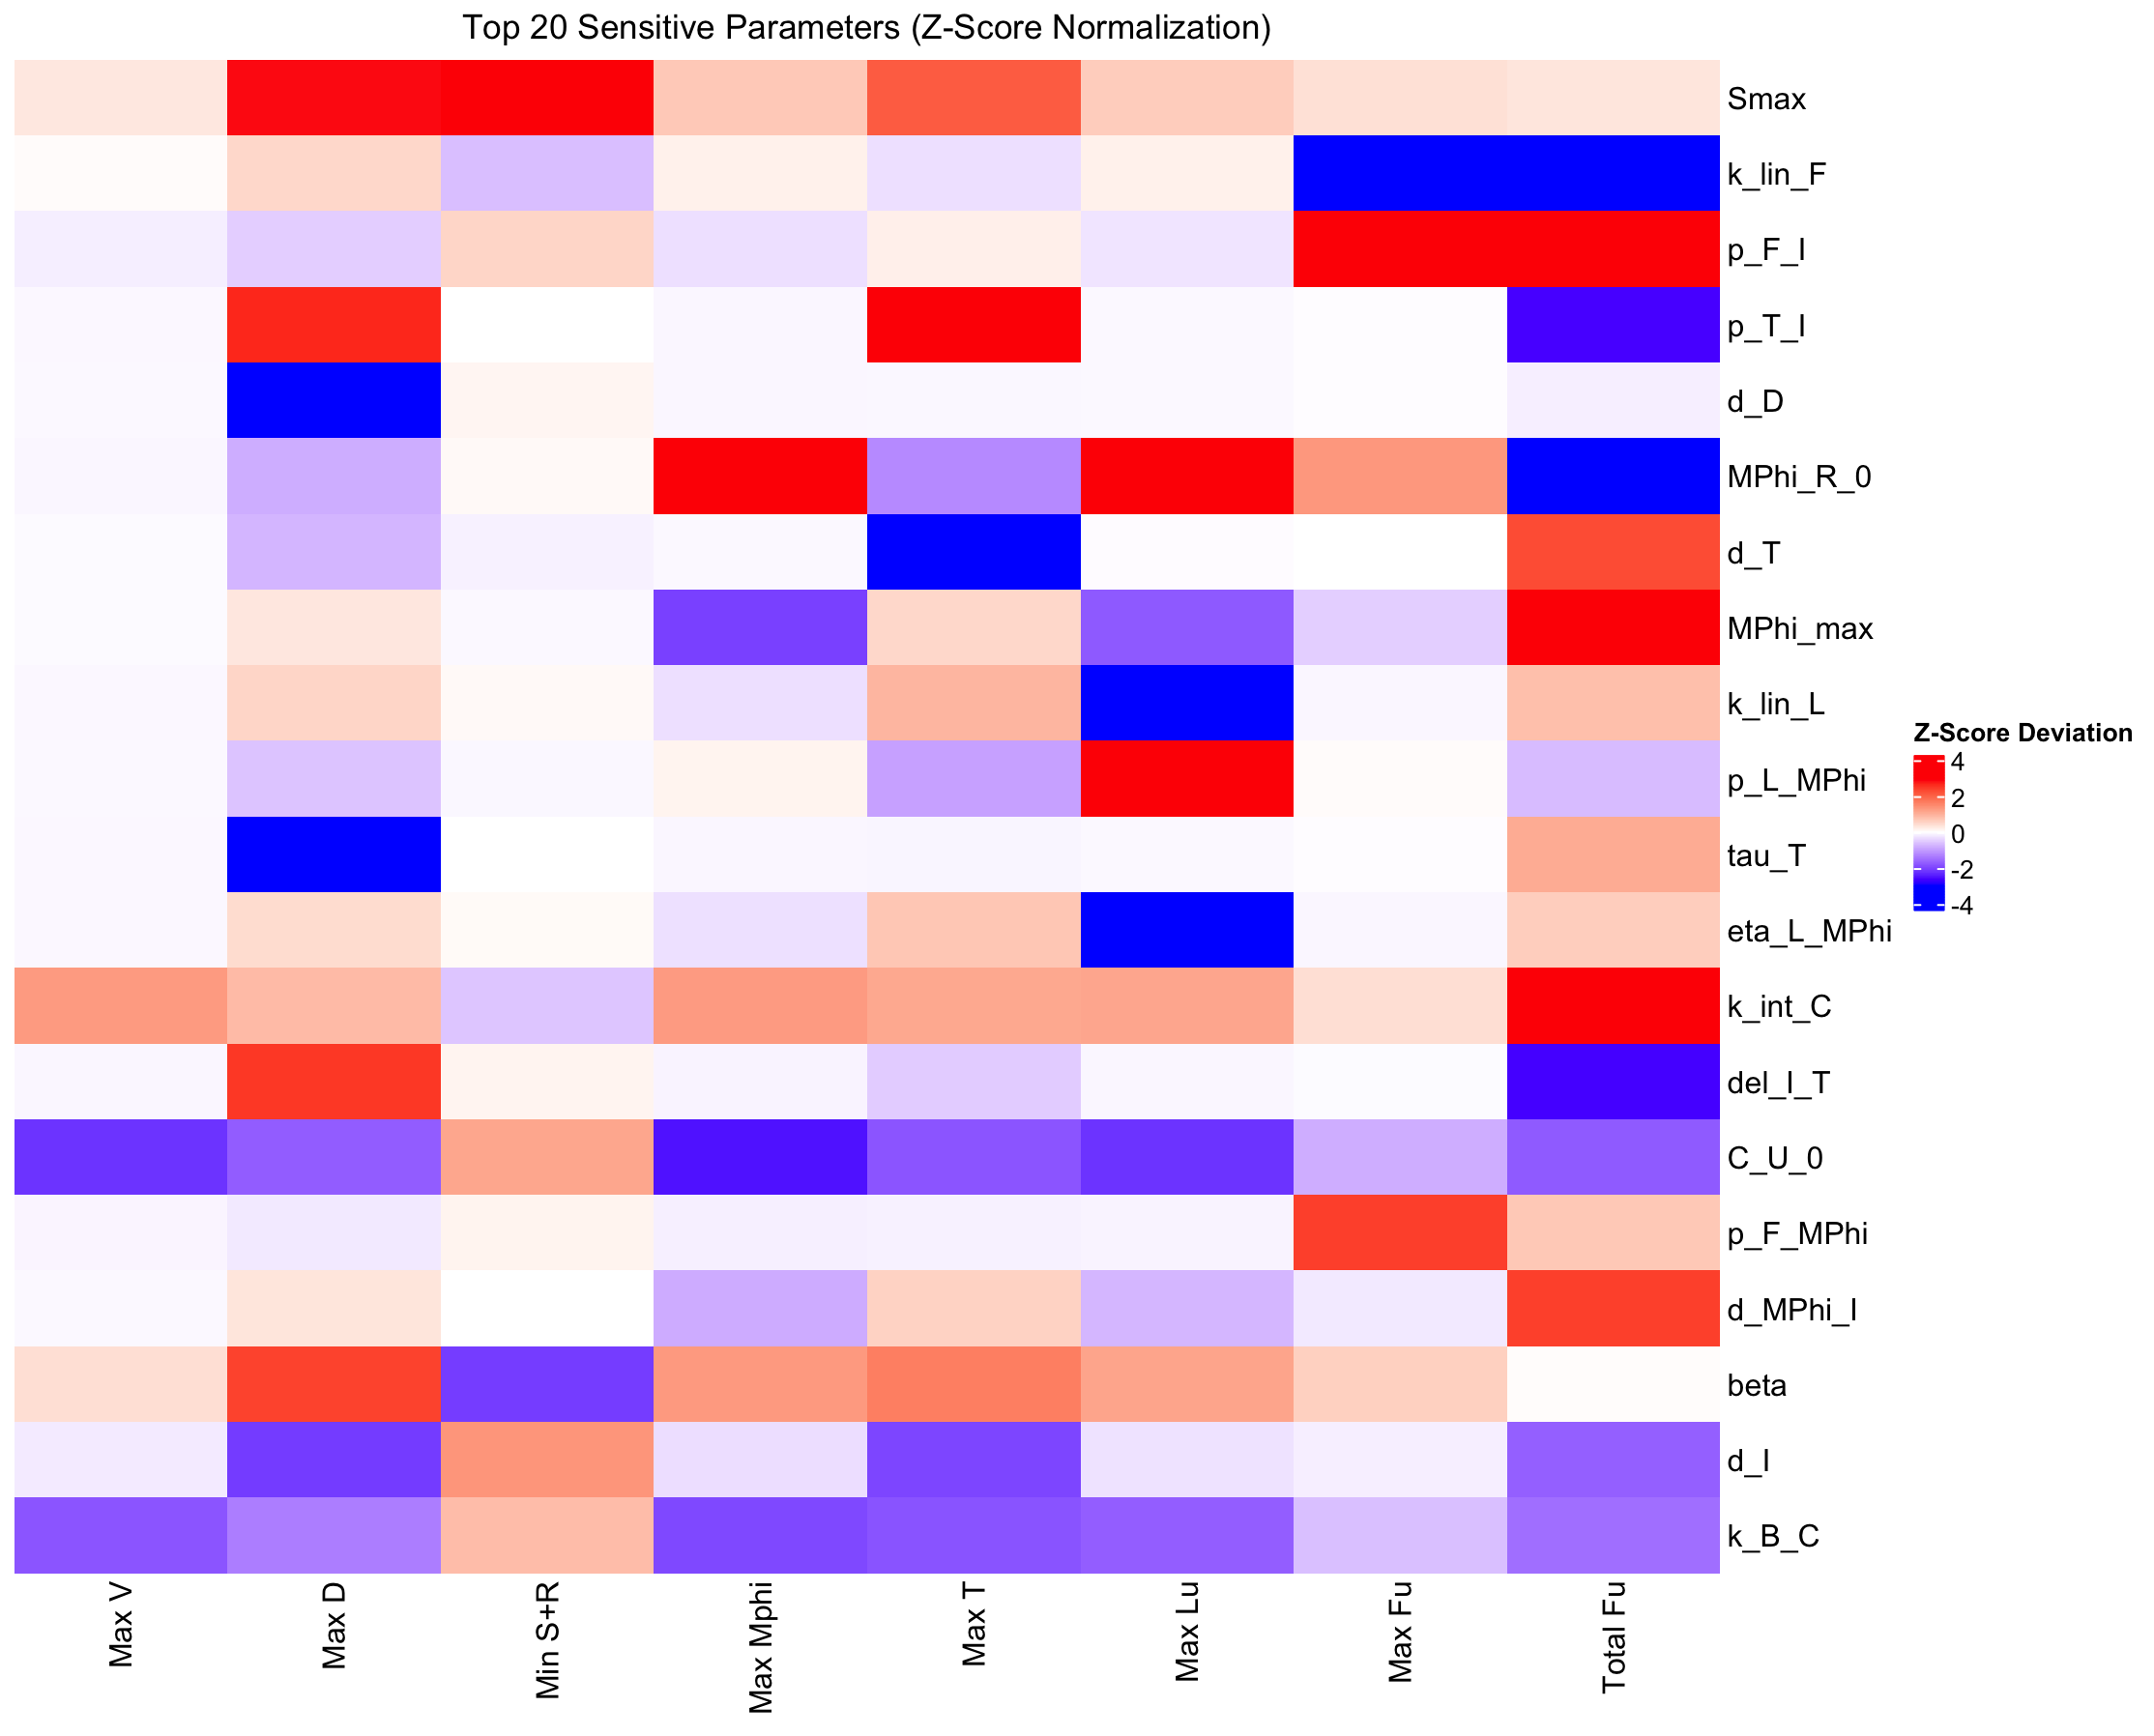 Top 20 Sensitive Parameters (Z-Score Normalization)
Smax
k_lin_F
p_F_I
p_T_I
d_D
MPhi_R_0
d_T
MPhi_max
k_lin_L
p_L_MPhi
tau_T
eta_L_MPhi
k_int_C
del_I_T
C_U_0
p_F_MPhi
d_MPhi_I
beta
d_I
k_B_C
Z-Score Deviation
4
2
0
-2
-4
Max V
Max D
Min S+R
Max Mphi
Max T
Max Lu
Max Fu
Total Fu